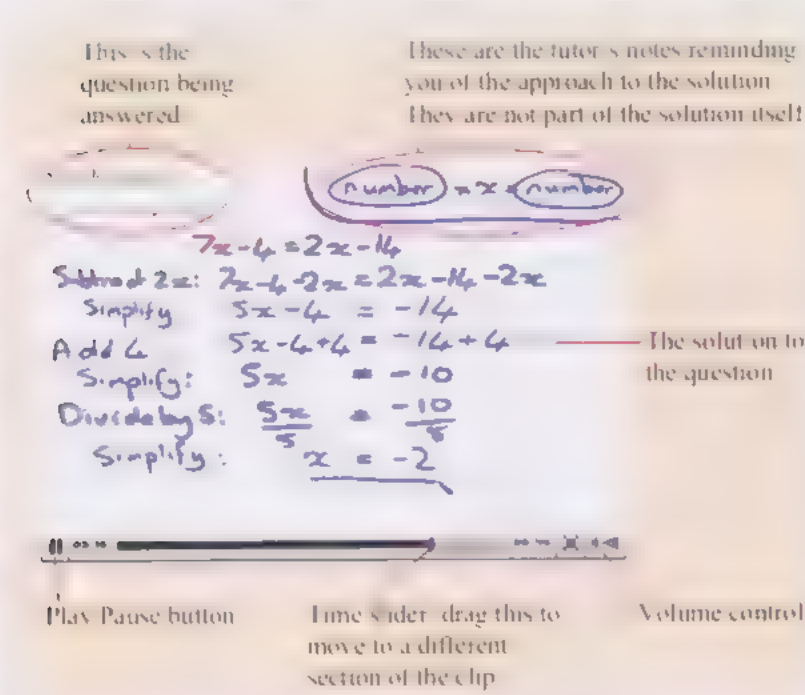 This is the
question being
answered
These are the tutor's notes reminding
you of the approach to the solution
They are not part of the solution itself
number = x = number
7x-4 = 2x-14
Subtract 2x: 7x-4-2x = 2x-14-2x
Simplify 5x-4 = -14
Add 4 5x-4+4 = -14+4
Simplify: 5x = -10
Divide by 5: 5x/5 = -10/5
Simplify: x = -2
The solution to
the question
Play Pause button
Time slider drag this to
move to a different
section of the clip
Volume control